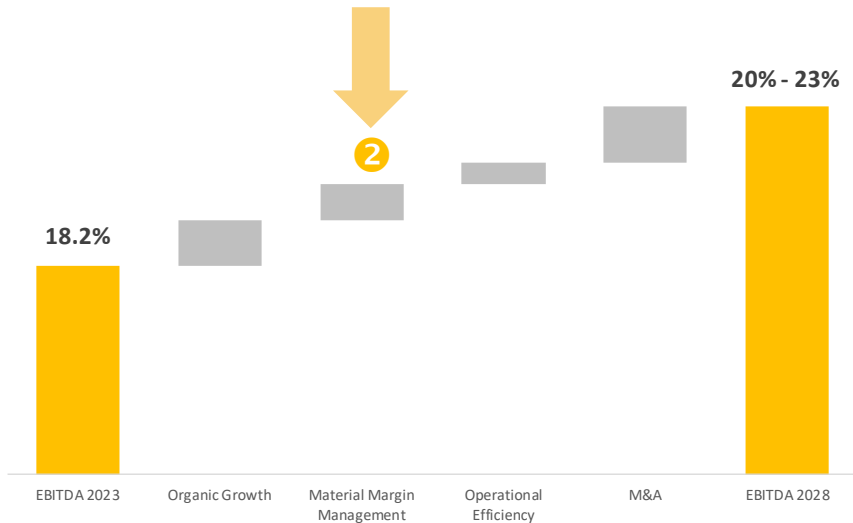 20% - 23%
2
18.2%
EBITDA 2023
Organic Growth
Material Margin
Management
Operational
Efficiency
M&A
EBITDA 2028